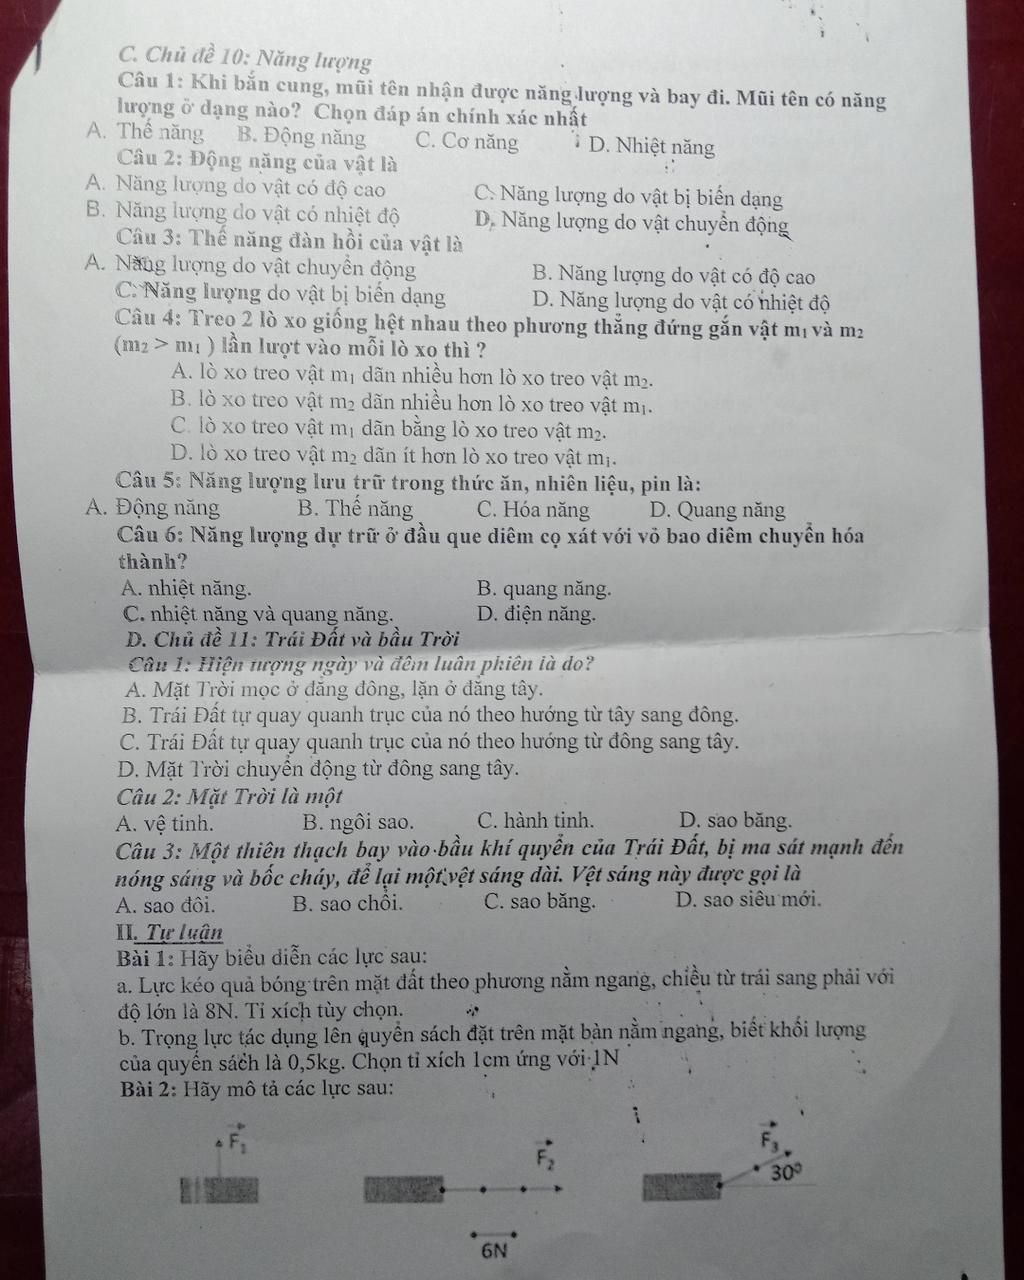 C. Chủ đề 10: Năng lượng
Câu 1: Khi bắn cung, mũi tên nhận được năng lượng và bay đi. Mũi tên có năng
lượng ở dạng nào? Chọn đáp án chính xác nhất
A. Thế năng B. Động năng C. Cơ năng D. Nhiệt năng
Câu 2: Động năng của vật là
A. Năng lượng do vật có độ cao C. Năng lượng do vật bị biến dạng
B. Năng lượng do vật có nhiệt độ D. Năng lượng do vật chuyển động
Câu 3: Thế năng đàn hồi của vật là
A. Năng lượng do vật chuyển động B. Năng lượng do vật có độ cao
C. Năng lượng do vật bị biến dạng D. Năng lượng do vật có nhiệt độ
Câu 4: Treo 2 lò xo giống hệt nhau theo phương thẳng đứng gắn vật m₁ và m₂
(m₂ > m₁ ) lần lượt vào mỗi lò xo thì ?
A. lò xo treo vật m₁ dãn nhiều hơn lò xo treo vật m₂.
B. lò xo treo vật m₂ dãn nhiều hơn lò xo treo vật m₁.
C. lò xo treo vật m₁ dãn bằng lò xo treo vật m₂.
D. lò xo treo vật m₂ dãn ít hơn lò xo treo vật m₁.
Câu 5: Năng lượng lưu trữ trong thức ăn, nhiên liệu, pin là:
A. Động năng B. Thế năng C. Hóa năng D. Quang năng
Câu 6: Năng lượng dự trữ ở đầu que diêm cọ xát với vỏ bao diêm chuyển hóa
thành?
A. nhiệt năng. B. quang năng.
C. nhiệt năng và quang năng. D. điện năng.
D. Chủ đề 11: Trái Đất và bầu Trời
Câu 1: Hiện tượng ngày và đêm luân phiên là do?
A. Mặt Trời mọc ở đằng đông, lặn ở đằng tây.
B. Trái Đất tự quay quanh trục của nó theo hướng từ tây sang đông.
C. Trái Đất tự quay quanh trục của nó theo hướng từ đông sang tây.
D. Mặt Trời chuyển động từ đông sang tây.
Câu 2: Mặt Trời là một
A. vệ tinh. B. ngôi sao. C. hành tinh. D. sao băng.
Câu 3: Một thiên thạch bay vào bầu khí quyển của Trái Đất, bị ma sát mạnh đến
nóng sáng và bốc cháy, để lại một vệt sáng dài. Vệt sáng này được gọi là
A. sao đôi. B. sao chổi. C. sao băng. D. sao siêu mới.
II. Tự luận
Bài 1: Hãy biểu diễn các lực sau:
a. Lực kéo quả bóng trên mặt đất theo phương nằm ngang, chiều từ trái sang phải với
độ lớn là 8N. Tỉ xích tùy chọn.
b. Trọng lực tác dụng lên quyển sách đặt trên mặt bàn nằm ngang, biết khối lượng
của quyển sách là 0,5kg. Chọn tỉ xích 1cm ứng với 1N
Bài 2: Hãy mô tả các lực sau:
F₁ F₂ F₃
30⁰
6N